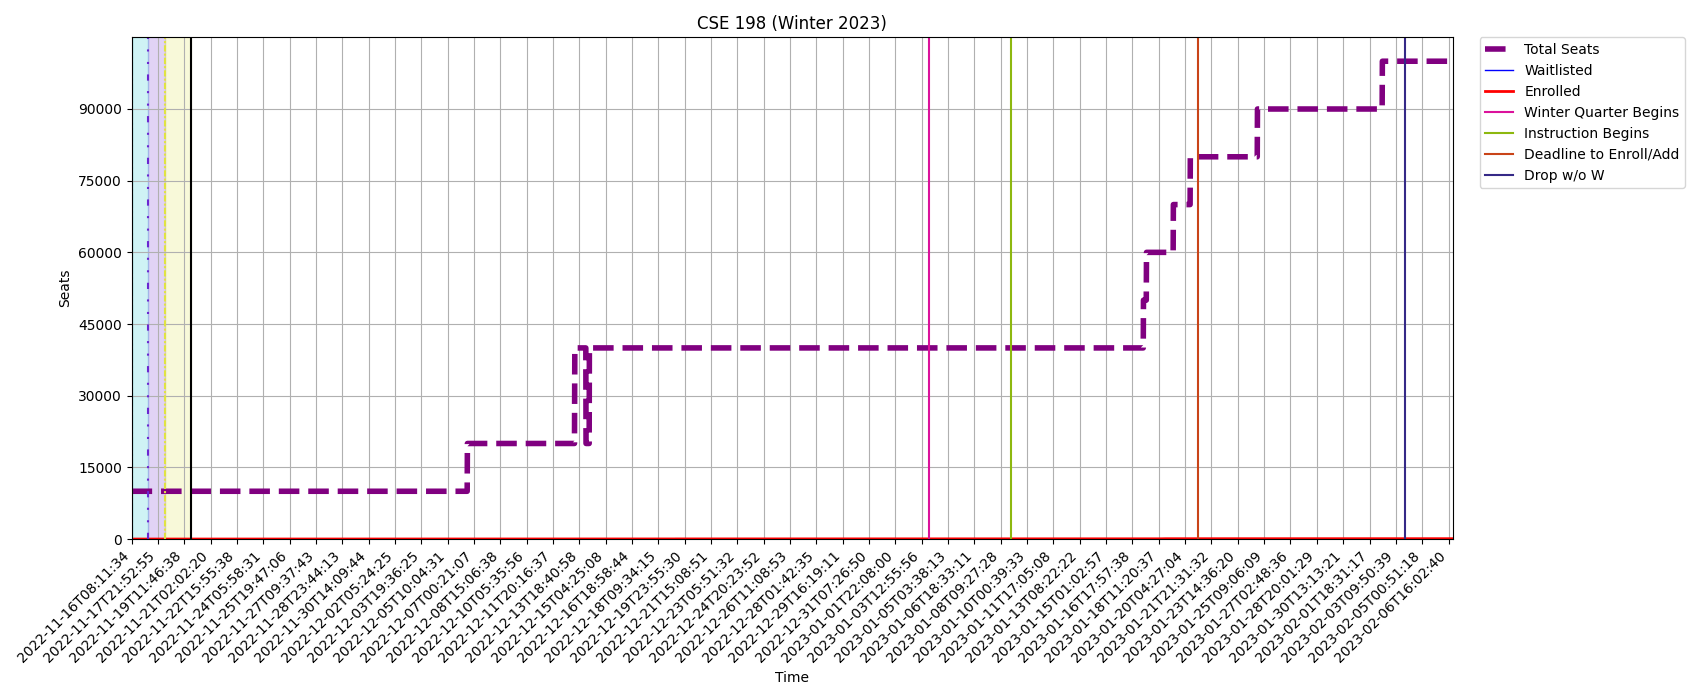 CSE 198 (Winter 2023)
Total Seats
Waitlisted
Enrolled
Winter Quarter Begins
Instruction Begins
Deadline to Enroll/Add
Drop w/o W
Seats
90000
75000
60000
45000
30000
15000
0
2022-11-16T08:11:34
2022-11-17T21:52:55
2022-11-19T11:46:38
2022-11-21T02:02:20
2022-11-22T15:55:38
2022-11-24T05:58:31
2022-11-25T19:47:06
2022-11-27T09:37:43
2022-11-28T23:44:13
2022-11-30T14:09:44
2022-12-02T05:24:25
2022-12-03T19:36:25
2022-12-05T10:04:31
2022-12-07T00:21:07
2022-12-08T15:06:38
2022-12-10T05:35:56
2022-12-11T20:16:37
2022-12-13T18:40:58
2022-12-15T04:25:08
2022-12-16T18:58:44
2022-12-18T09:34:15
2022-12-19T23:55:30
2022-12-21T15:08:51
2022-12-23T05:51:32
2022-12-24T20:23:52
2022-12-26T11:08:53
2022-12-28T01:42:35
2022-12-29T16:19:11
2022-12-31T07:26:50
2023-01-01T22:08:00
2023-01-03T12:55:56
2023-01-05T03:38:13
2023-01-06T18:33:11
2023-01-08T09:27:28
2023-01-10T00:39:33
2023-01-11T17:05:08
2023-01-13T08:22:22
2023-01-15T01:02:57
2023-01-16T17:57:38
2023-01-18T11:20:37
2023-01-20T04:27:04
2023-01-21T21:31:32
2023-01-23T14:36:20
2023-01-25T09:06:09
2023-01-27T02:48:36
2023-01-28T20:01:29
2023-01-30T13:13:21
2023-02-01T18:31:17
2023-02-03T09:50:39
2023-02-05T00:51:18
2023-02-06T16:02:40
Time